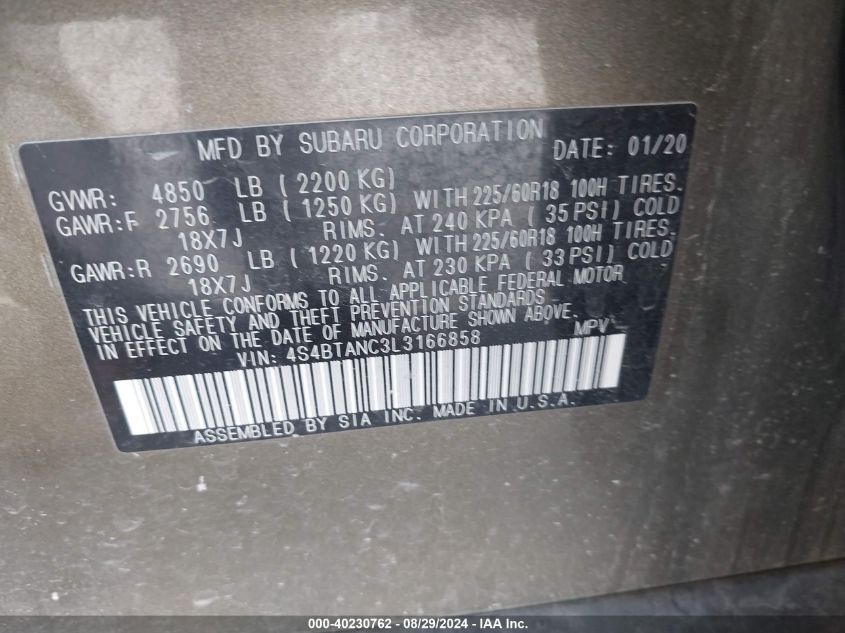 MFD BY SUBARU CORPORATION DATE: 01/20
GVWR: 4850 LB ( 2200 KG)
GAWR:F 2756 LB ( 1250 KG) WITH 225/60R18 100H TIRES.
18X7J RIMS. AT 240 KPA ( 35 PSI) COLD
GAWR:R 2690 LB ( 1220 KG) WITH 225/60R18 100H TIRES.
18X7J RIMS. AT 230 KPA ( 33 PSI) COLD
THIS VEHICLE CONFORMS TO ALL APPLICABLE FEDERAL MOTOR
VEHICLE SAFETY AND THEFT PREVENTION STANDARDS
IN EFFECT ON THE DATE OF MANUFACTURE SHOWN ABOVE.
VIN: 4S4BTANC3L3166858 MPV
ASSEMBLED BY SIA INC. MADE IN U.S.A.
000-40230762 - 08/29/2024 - IAA Inc.